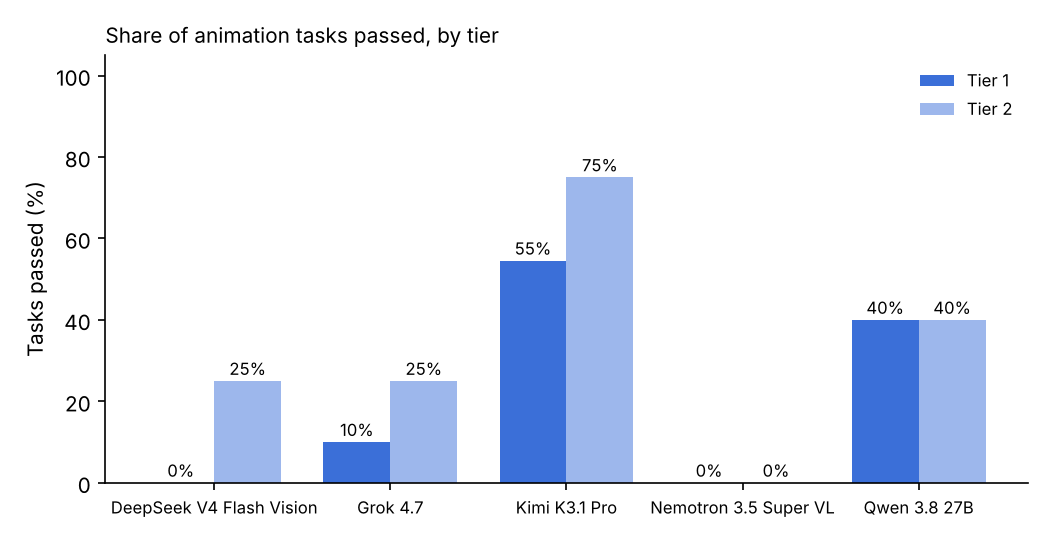 Share of animation tasks passed, by tier
Tier 1
Tier 2
Tasks passed (%)
100
80
60
40
20
0
0%
25%
10%
25%
55%
75%
0%
0%
40%
40%
DeepSeek V4 Flash Vision
Grok 4.7
Kimi K3.1 Pro
Nemotron 3.5 Super VL
Qwen 3.8 27B